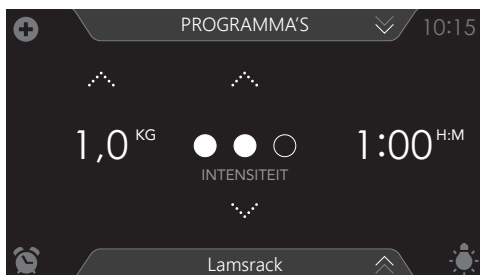 PROGRAMMA'S
10:15
1,0 KG
INTENSITEIT
1:00 H:M
Lamsrack